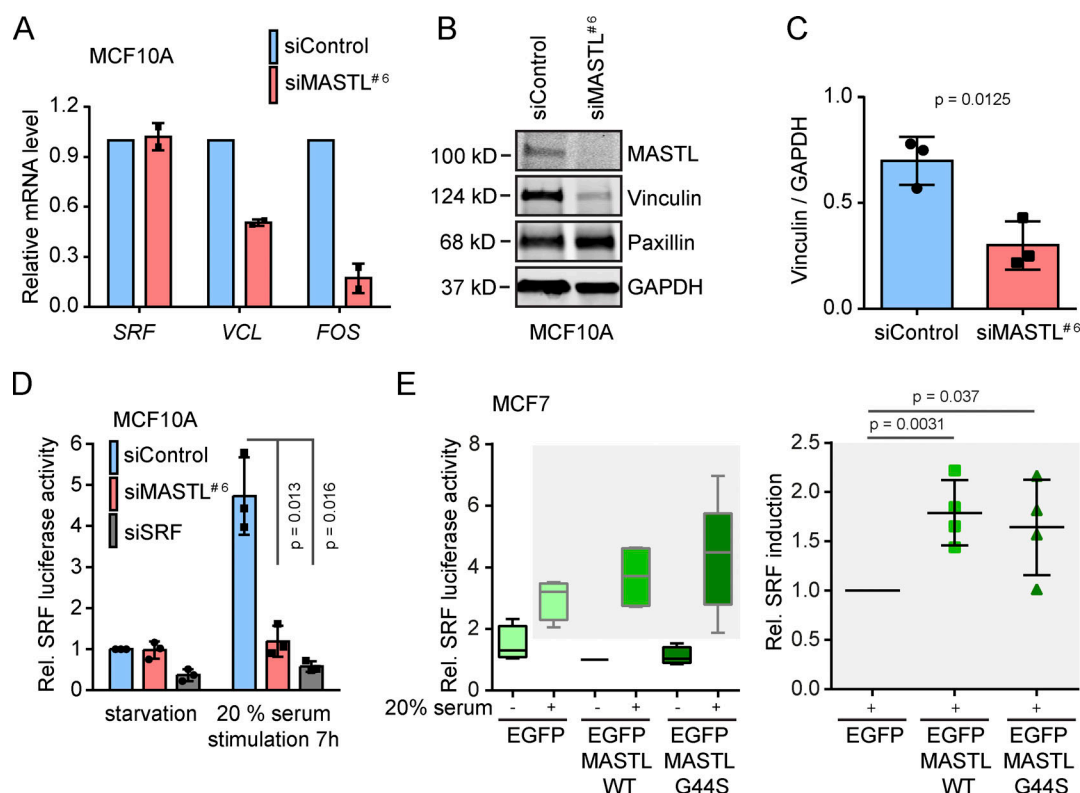 A
MCF10A
siControl
siMASTL#6
Relative mRNA level
1.2
0.9
0.6
0.3
0.0
SRF
VCL
FOS
B
siControl
siMASTL#6
100 kD
MASTL
124 kD
Vinculin
68 kD
Paxillin
37 kD
GAPDH
MCF10A
C
p = 0.0125
Vinculin / GAPDH
1.0
0.5
0.0
siControl
siMASTL#6
D
MCF10A
siControl
siMASTL#6
siSRF
Rel. SRF luciferase activity
6
5
4
3
2
1
0
p = 0.013
p = 0.016
starvation
20 % serum
stimulation 7h
E
MCF7
Rel. SRF luciferase activity
8
6
4
2
0
20% serum
- + - + - +
EGFP
EGFP
MASTL
WT
EGFP
MASTL
G44S
p = 0.037
p = 0.0031
Rel. SRF induction
2.5
2.0
1.5
1.0
0.5
0.0
+ + +
EGFP
EGFP
MASTL
WT
EGFP
MASTL
G44S